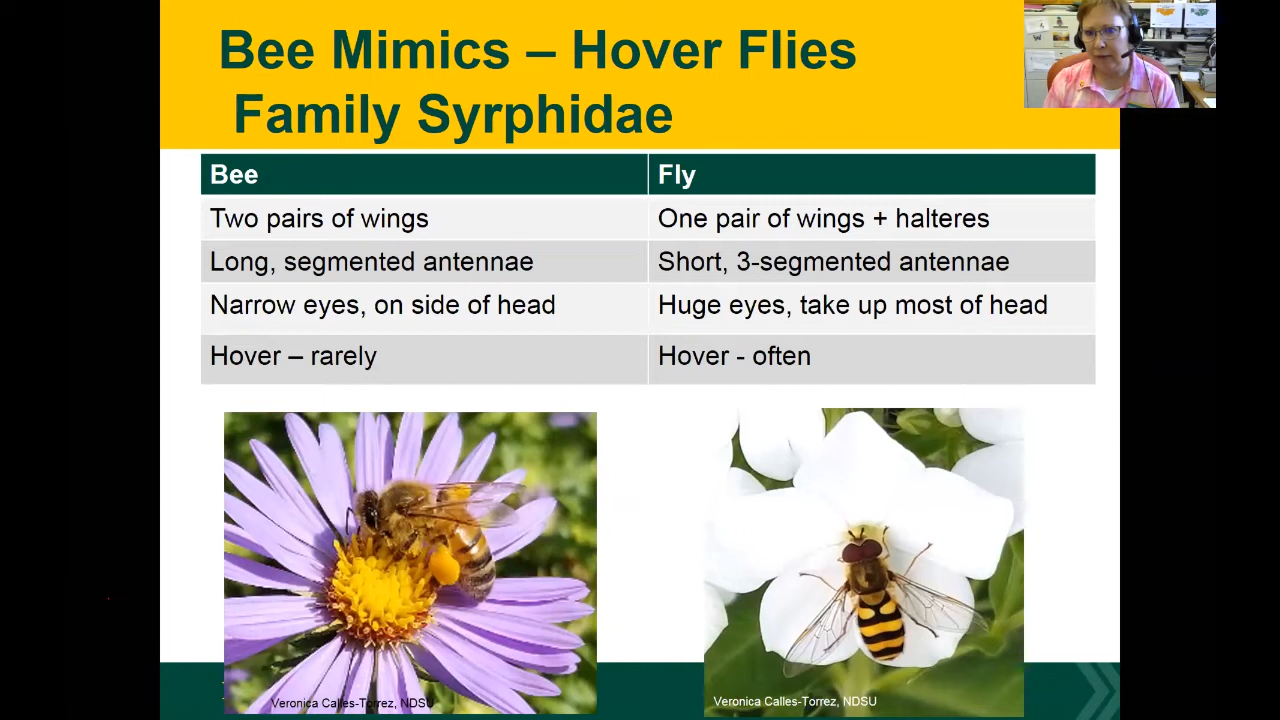 Bee Mimics – Hover Flies
Family Syrphidae
Bee Fly
Two pairs of wings One pair of wings + halteres
Long, segmented antennae Short, 3-segmented antennae
Narrow eyes, on side of head Huge eyes, take up most of head
Hover – rarely Hover - often
Veronica Calles-Torrez, NDSU Veronica Calles-Torrez, NDSU